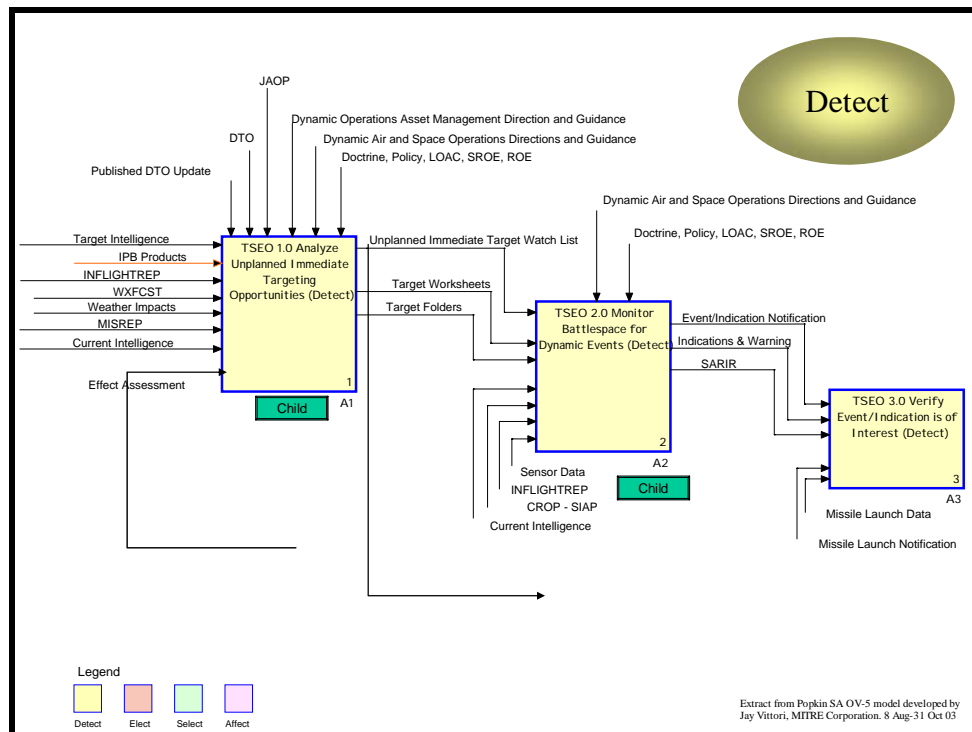 Detect
JAOP
Dynamic Operations Asset Management Direction and Guidance
DTO
Dynamic Air and Space Operations Directions and Guidance
Doctrine, Policy, LOAC, SROE, ROE
Published DTO Update
Dynamic Air and Space Operations Directions and Guidance
Doctrine, Policy, LOAC, SROE, ROE
Target Intelligence
IPB Products
INFLIGHTREP
WXFCST
Weather Impacts
MISREP
Current Intelligence
Effect Assessment
TSEO 1.0 Analyze
Unplanned Immediate
Targeting
Opportunities (Detect)
1
A1
Child
Unplanned Immediate Target Watch List
Target Worksheets
Target Folders
TSEO 2.0 Monitor
Battlespace for
Dynamic Events (Detect)
2
A2
Child
Sensor Data
INFLIGHTREP
CROP - SIAP
Current Intelligence
Event/Indication Notification
Indications & Warning
SARIR
TSEO 3.0 Verify
Event/Indication is of
Interest (Detect)
3
A3
Missile Launch Data
Missile Launch Notification
Legend
Detect
Elect
Select
Affect
Extract from Popkin SA OV-5 model developed by
Jay Vittori, MITRE Corporation. 8 Aug-31 Oct 03